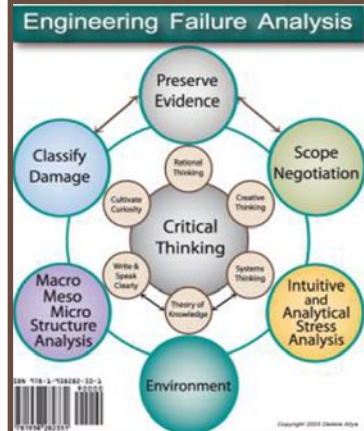 Engineering Failure Analysis
Preserve
Evidence
Classify
Damage
Scope
Negotiation
Rational
Thinking
Cultivate
Curiosity
Creative
Thinking
Critical
Thinking
Write &
Speak
Clearly
Systems
Thinking
Theory of
Knowledge
Macro
Meso
Micro
Structure
Analysis
Intuitive
and
Analytical
Stress
Analysis
Environment
90000